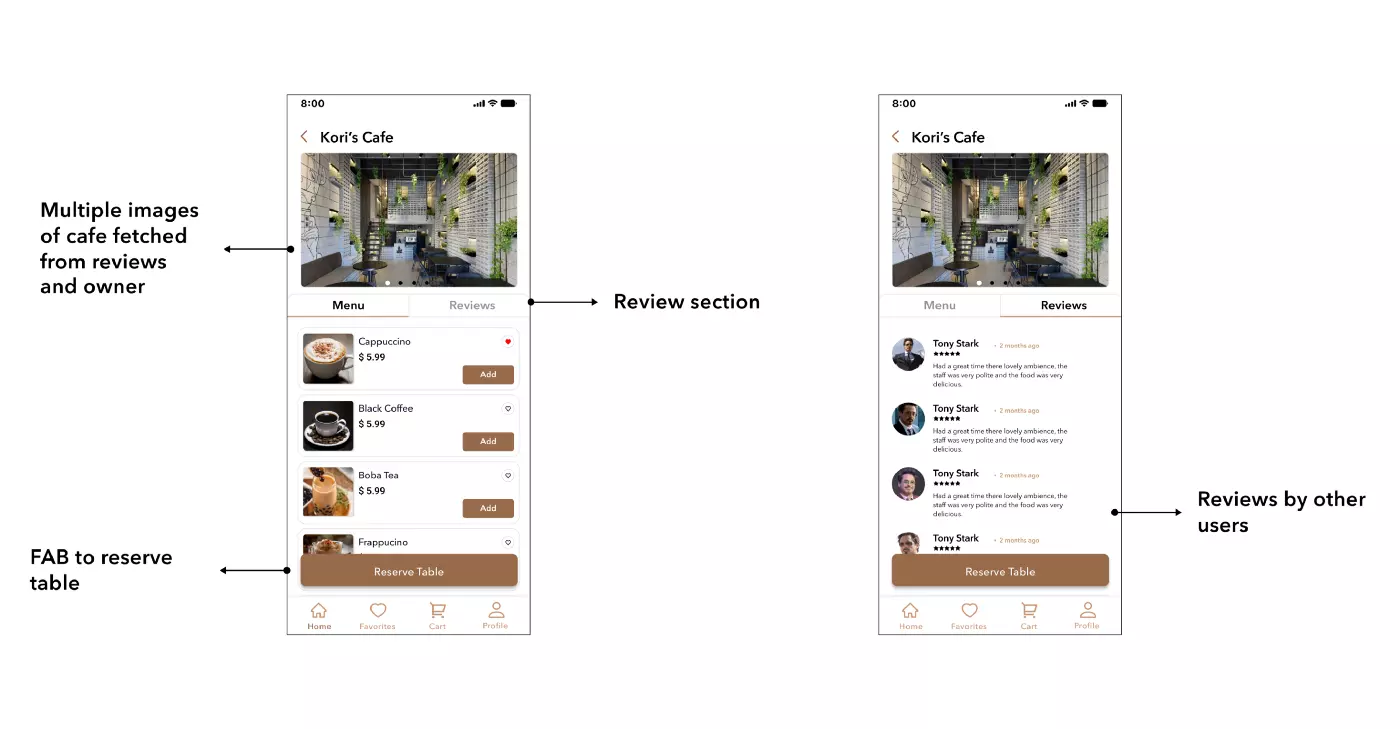 Multiple images
of cafe fetched
from reviews
and owner
FAB to reserve
table
8:00
Kori's Cafe
Menu
Reviews
Cappuccino
$ 5.99
Add
Black Coffee
$ 5.99
Add
Boba Tea
$ 5.99
Add
Frappucino
Reserve Table
Home
Favorites
Cart
Profile
Review section
8:00
Kori's Cafe
Menu
Reviews
Tony Stark
• 2 months ago
Had a great time there lovely ambience, the
staff was very polite and the food was very
delicious.
Tony Stark
• 2 months ago
Had a great time there lovely ambience, the
staff was very polite and the food was very
delicious.
Tony Stark
• 2 months ago
Had a great time there lovely ambience, the
staff was very polite and the food was very
delicious.
Tony Stark
• 2 months ago
Reserve Table
Home
Favorites
Cart
Profile
Reviews by other
users